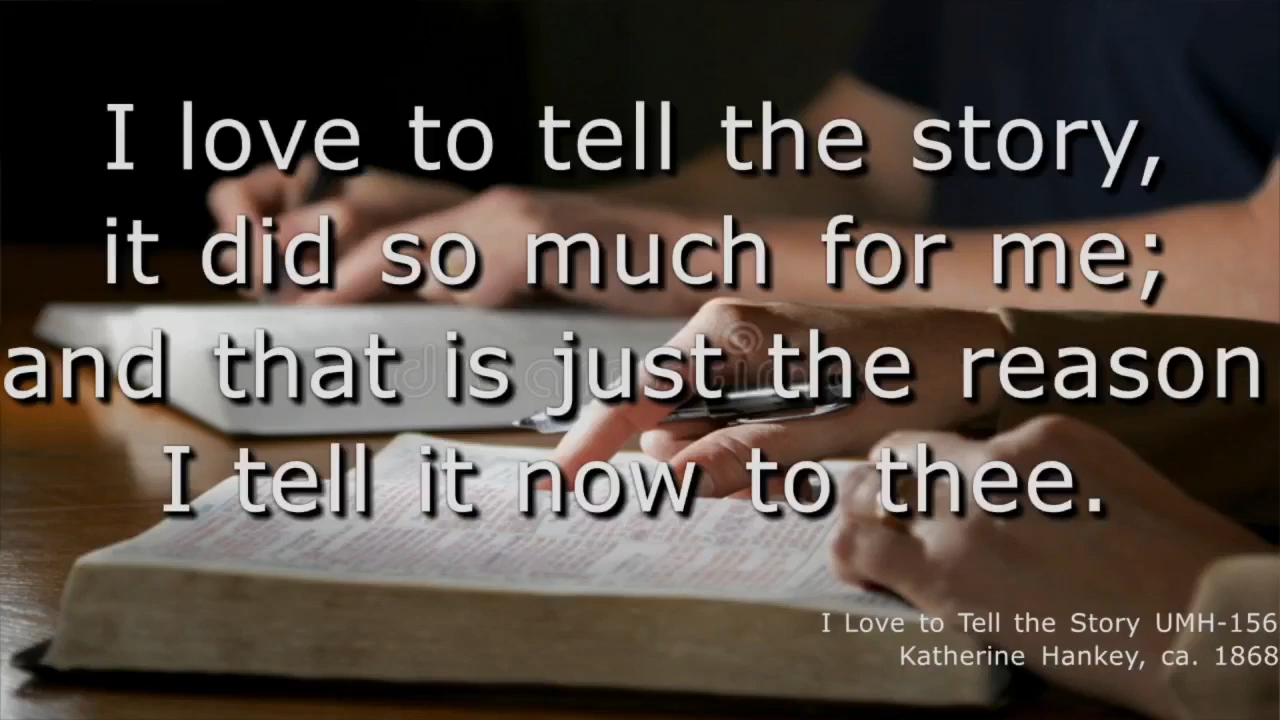 I love to tell the story,
it did so much for me;
and that is just the reason
I tell it now to thee.
I Love to Tell the Story UMH-156
Katherine Hankey, ca. 1868